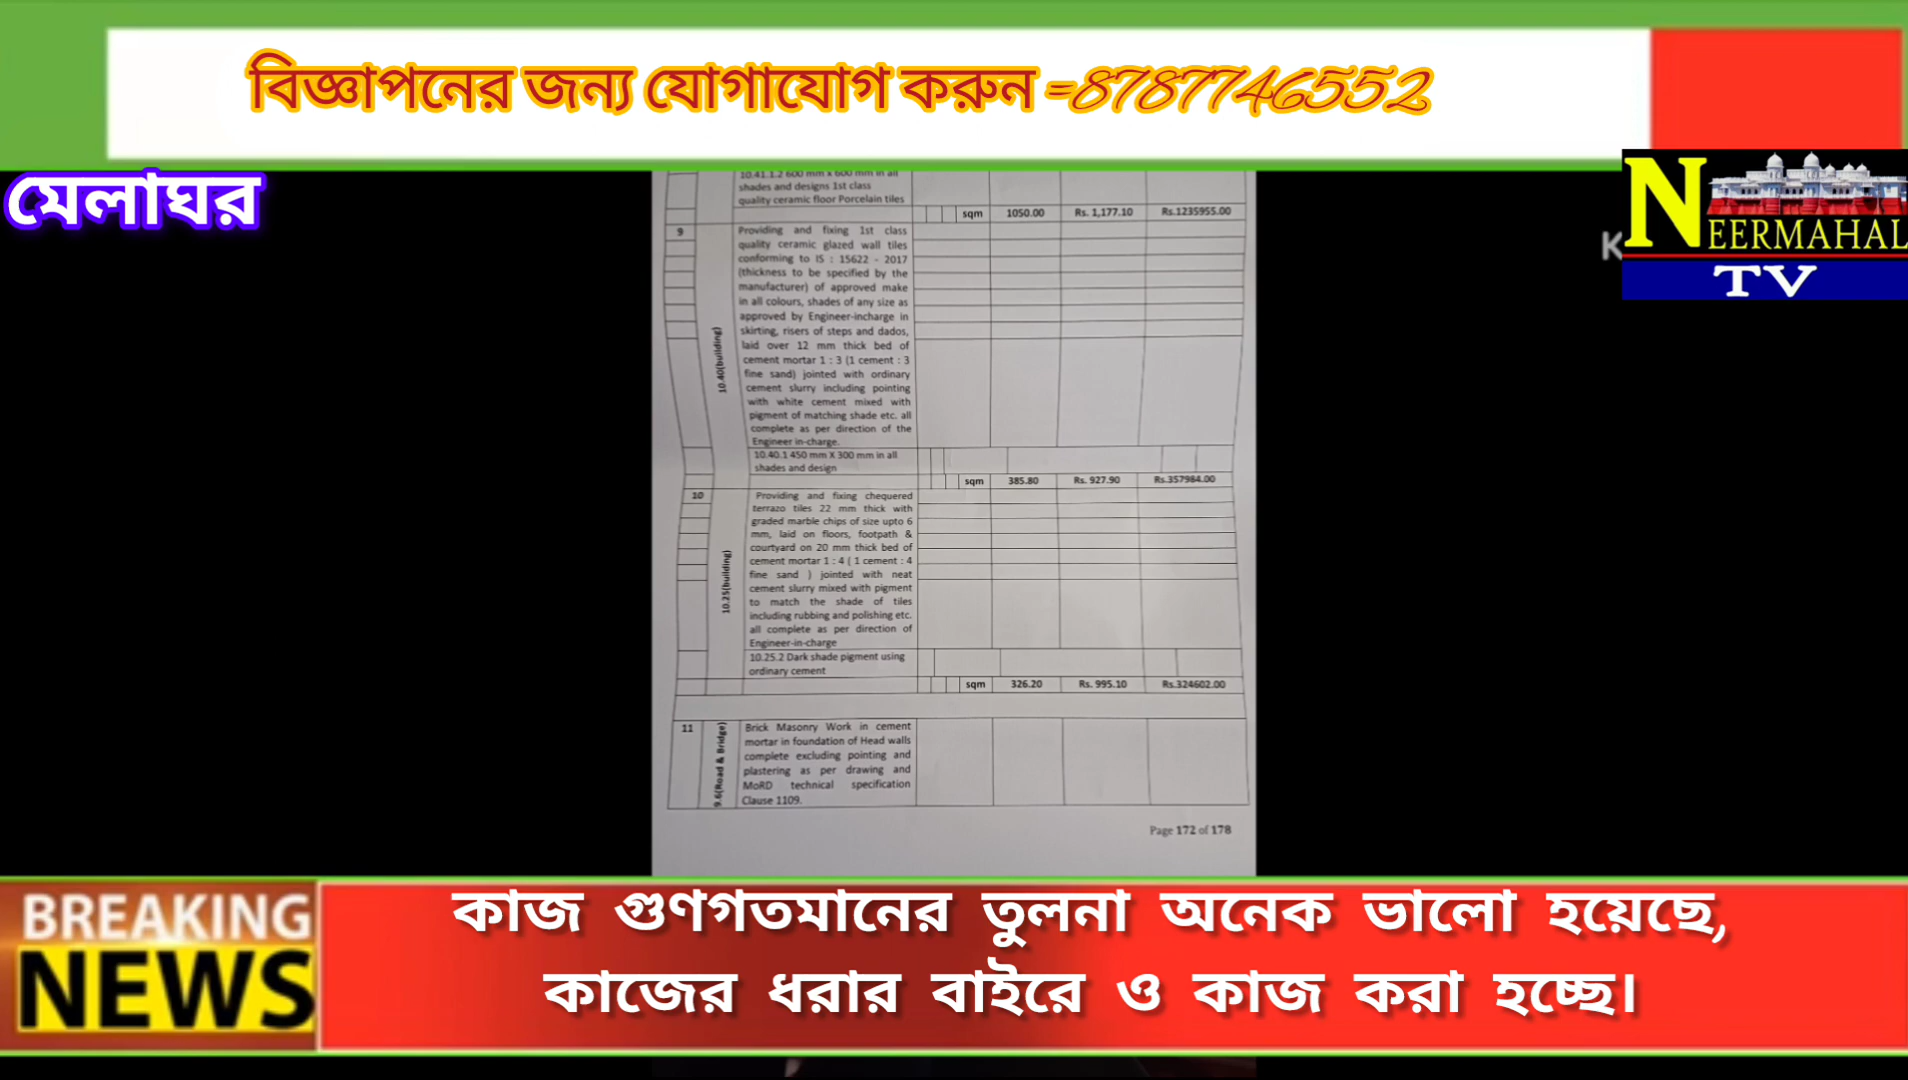 বিজ্ঞাপনের জন্য যোগাযোগ করুন =8787746552
মেলাঘর
NEERMAHAL
TV
K
10.41.1.2 600 mm x 600 mm in all
shades and designs 1st class
quality ceramic floor Porcelain tiles
sqm 1050.00 Rs. 1,177.10 Rs.1235955.00
9
10.40(building)
Providing and fixing 1st class
quality ceramic glazed wall tiles
conforming to IS : 15622 - 2017
(thickness to be specified by the
manufacturer) of approved make
in all colours, shades of any size as
approved by Engineer-incharge in
skirting, risers of steps and dados,
laid over 12 mm thick bed of
cement mortar 1 : 3 (1 cement : 3
fine sand) jointed with ordinary
cement slurry including pointing
with white cement mixed with
pigment of matching shade etc. all
complete as per direction of the
Engineer in-charge.
10.40.1 450 mm X 300 mm in all
shades and design
sqm 385.80 Rs. 927.90 Rs.357984.00
10
10.25(building)
Providing and fixing chequered
terrazo tiles 22 mm thick with
graded marble chips of size upto 6
mm, laid on floors, footpath &
courtyard on 20 mm thick bed of
cement mortar 1 : 4 ( 1 cement : 4
fine sand ) jointed with neat
cement slurry mixed with pigment
to match the shade of tiles
including rubbing and polishing etc.
all complete as per direction of
Engineer-in-charge
10.25.2 Dark shade pigment using
ordinary cement
sqm 326.20 Rs. 995.10 Rs.324602.00
11
9.6(Road & Bridge)
Brick Masonry Work in cement
mortar in foundation of Head walls
complete excluding pointing and
plastering as per drawing and
MoRD technical specification
Clause 1109.
Page 172 of 178
BREAKING
NEWS
কাজ গুণগতমানের তুলনা অনেক ভালো হয়েছে,
কাজের ধরার বাইরে ও কাজ করা হচ্ছে।